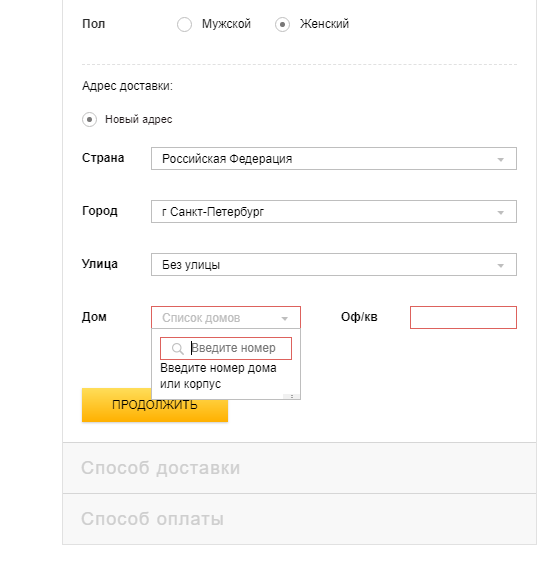 Пол Мужской Женский
Адрес доставки:
Новый адрес
Страна Российская Федерация
Город г Санкт-Петербург
Улица Без улицы
Дом Список домов Оф/кв
Введите номер
Введите номер дома
или корпус
ПРОДОЛЖИТЬ
Способ доставки
Способ оплаты